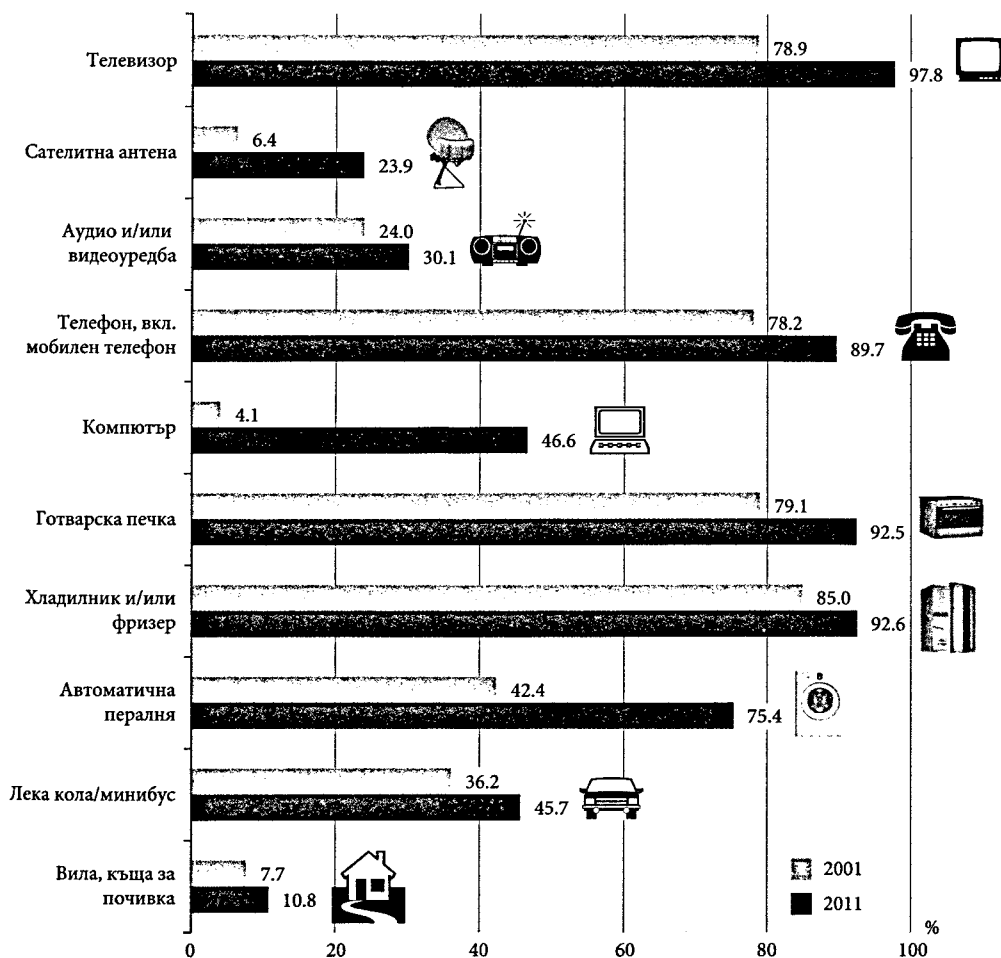 Телевизор
78.9
97.8
Сателитна антена
6.4
23.9
Аудио и/или
видеоуредба
24.0
30.1
Телефон, вкл.
мобилен телефон
78.2
89.7
Компютър
4.1
46.6
Готварска печка
79.1
92.5
Хладилник и/или
фризер
85.0
92.6
Автоматична
пералня
42.4
75.4
Лека кола/минибус
36.2
45.7
Вила, къща за
почивка
7.7
10.8
2001
2011
%
0 20 40 60 80 100